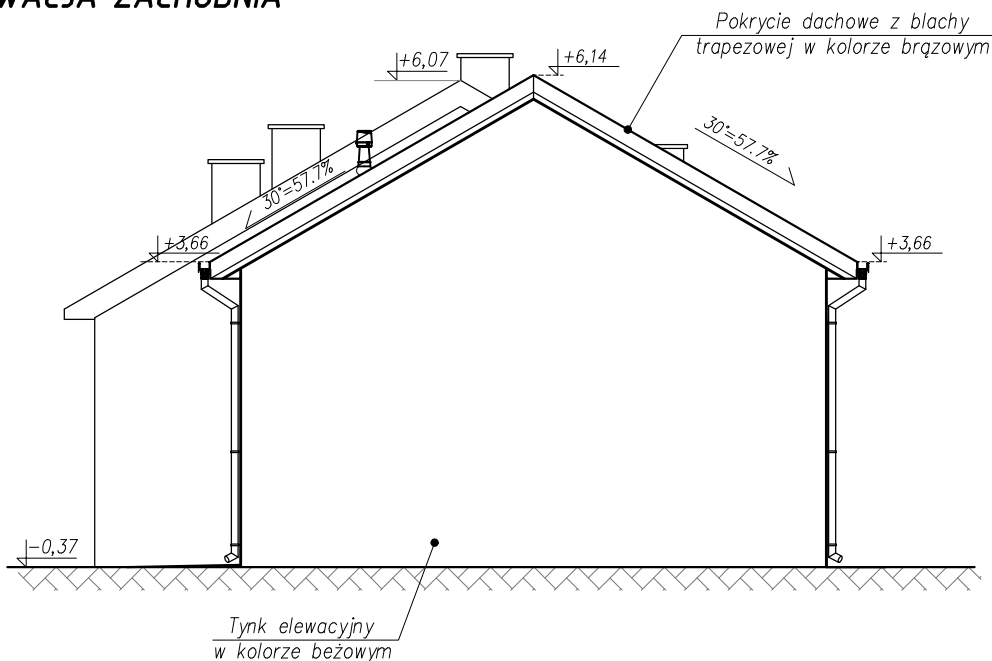 ZACHODNIA
Pokrycie dachowe z blachy
trapezowej w kolorze brązowym
+6,07
+6,14
30°=57.7%
30°=57.7%
+3,66
+3,66
-0,37
Tynk elewacyjny
w kolorze beżowym